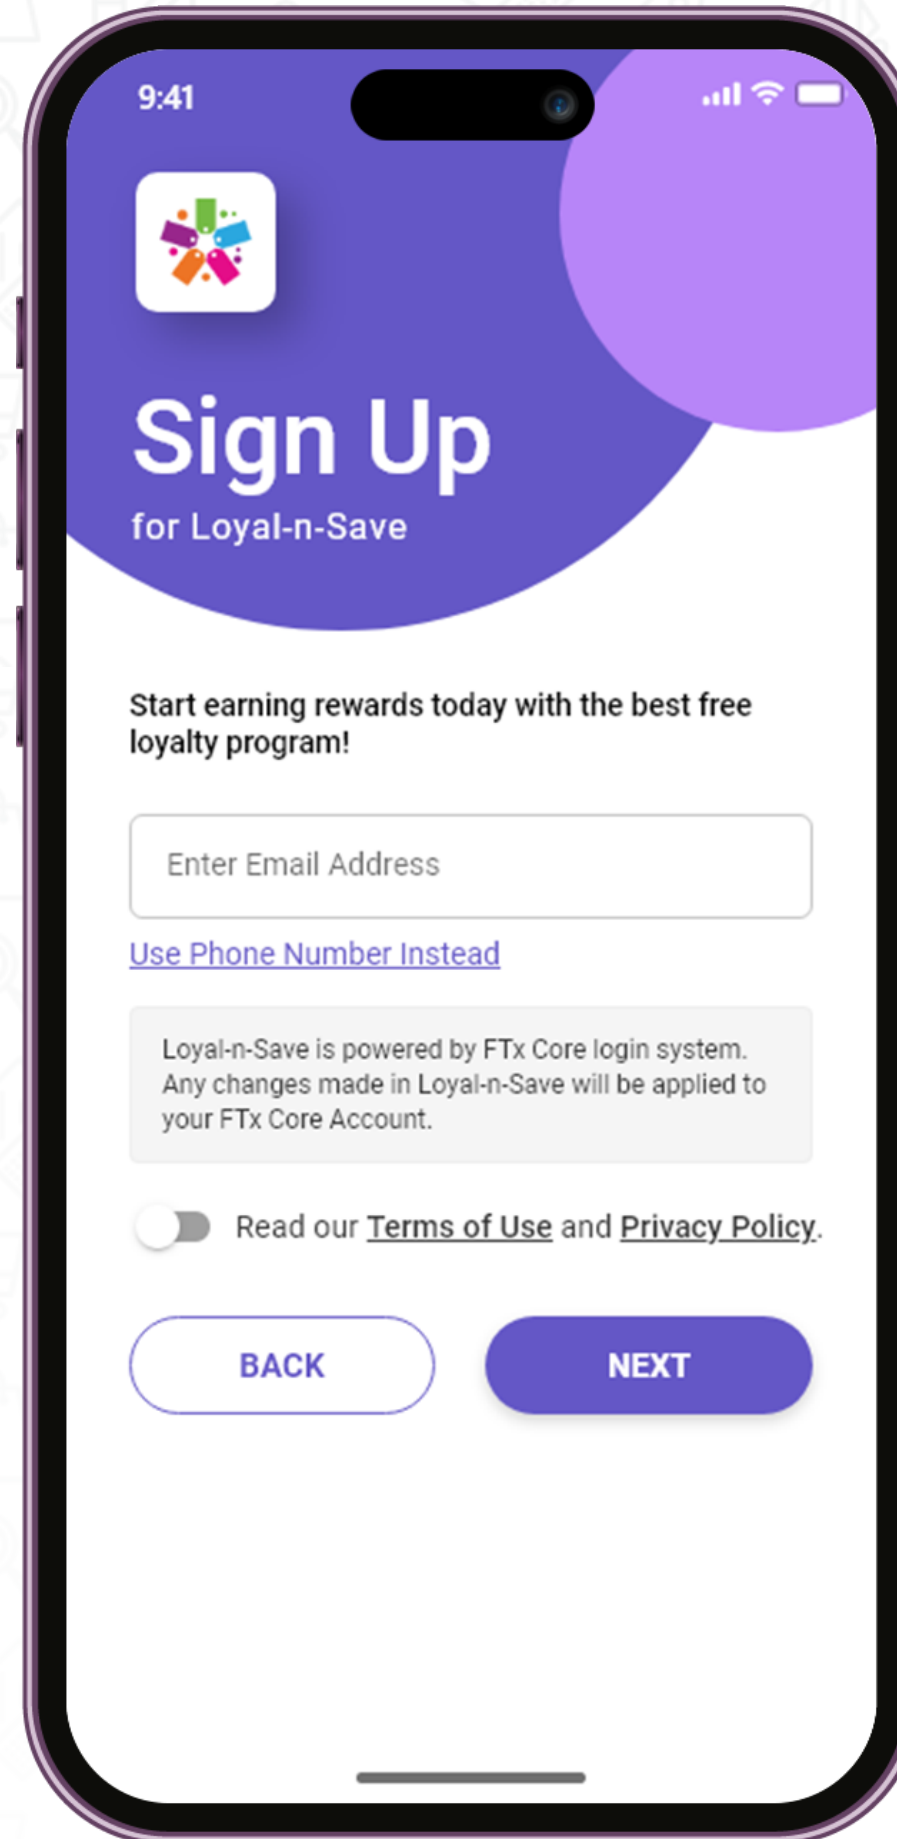 9:41
Sign Up
for Loyal-n-Save
Start earning rewards today with the best free
loyalty program!
Enter Email Address
Use Phone Number Instead
Loyal-n-Save is powered by FTx Core login system.
Any changes made in Loyal-n-Save will be applied to
your FTx Core Account.
Read our Terms of Use and Privacy Policy.
BACK NEXT